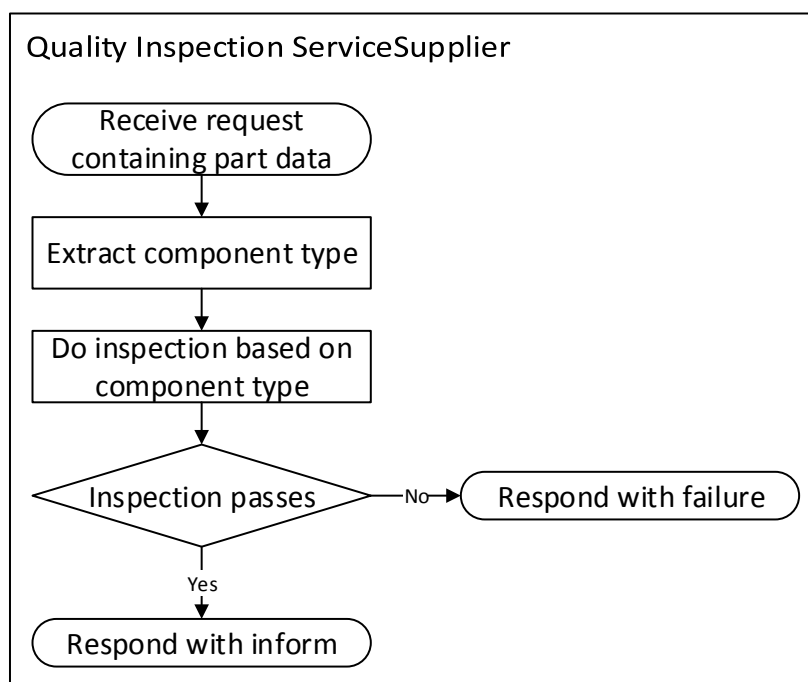 Quality Inspection ServiceSupplier
Receive request
containing part data
Extract component type
Do inspection based on
component type
Inspection passes
No
Respond with failure
Yes
Respond with inform